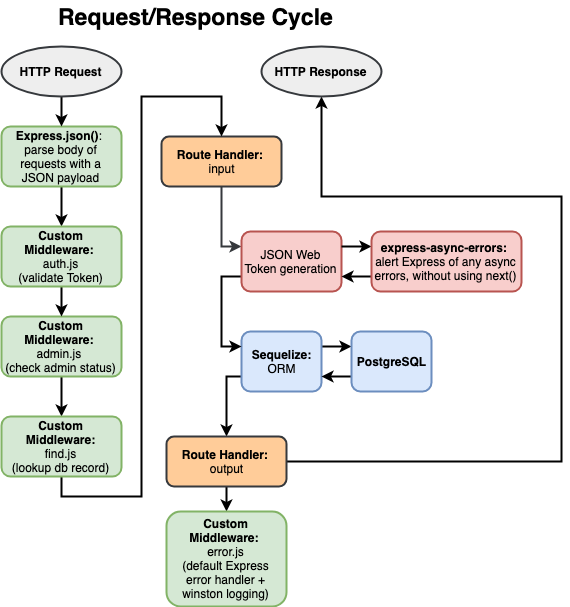 Request/Response Cycle
HTTP Request
Express.json():
parse body of
requests with a
JSON payload
Custom
Middleware:
auth.js
(validate Token)
Custom
Middleware:
admin.js
(check admin status)
Custom
Middleware:
find.js
(lookup db record)
Route Handler:
input
JSON Web
Token generation
express-async-errors:
alert Express of any async
errors, without using next()
Sequelize:
ORM
PostgreSQL
Route Handler:
output
HTTP Response
Custom
Middleware:
error.js
(default Express
error handler +
winston logging)